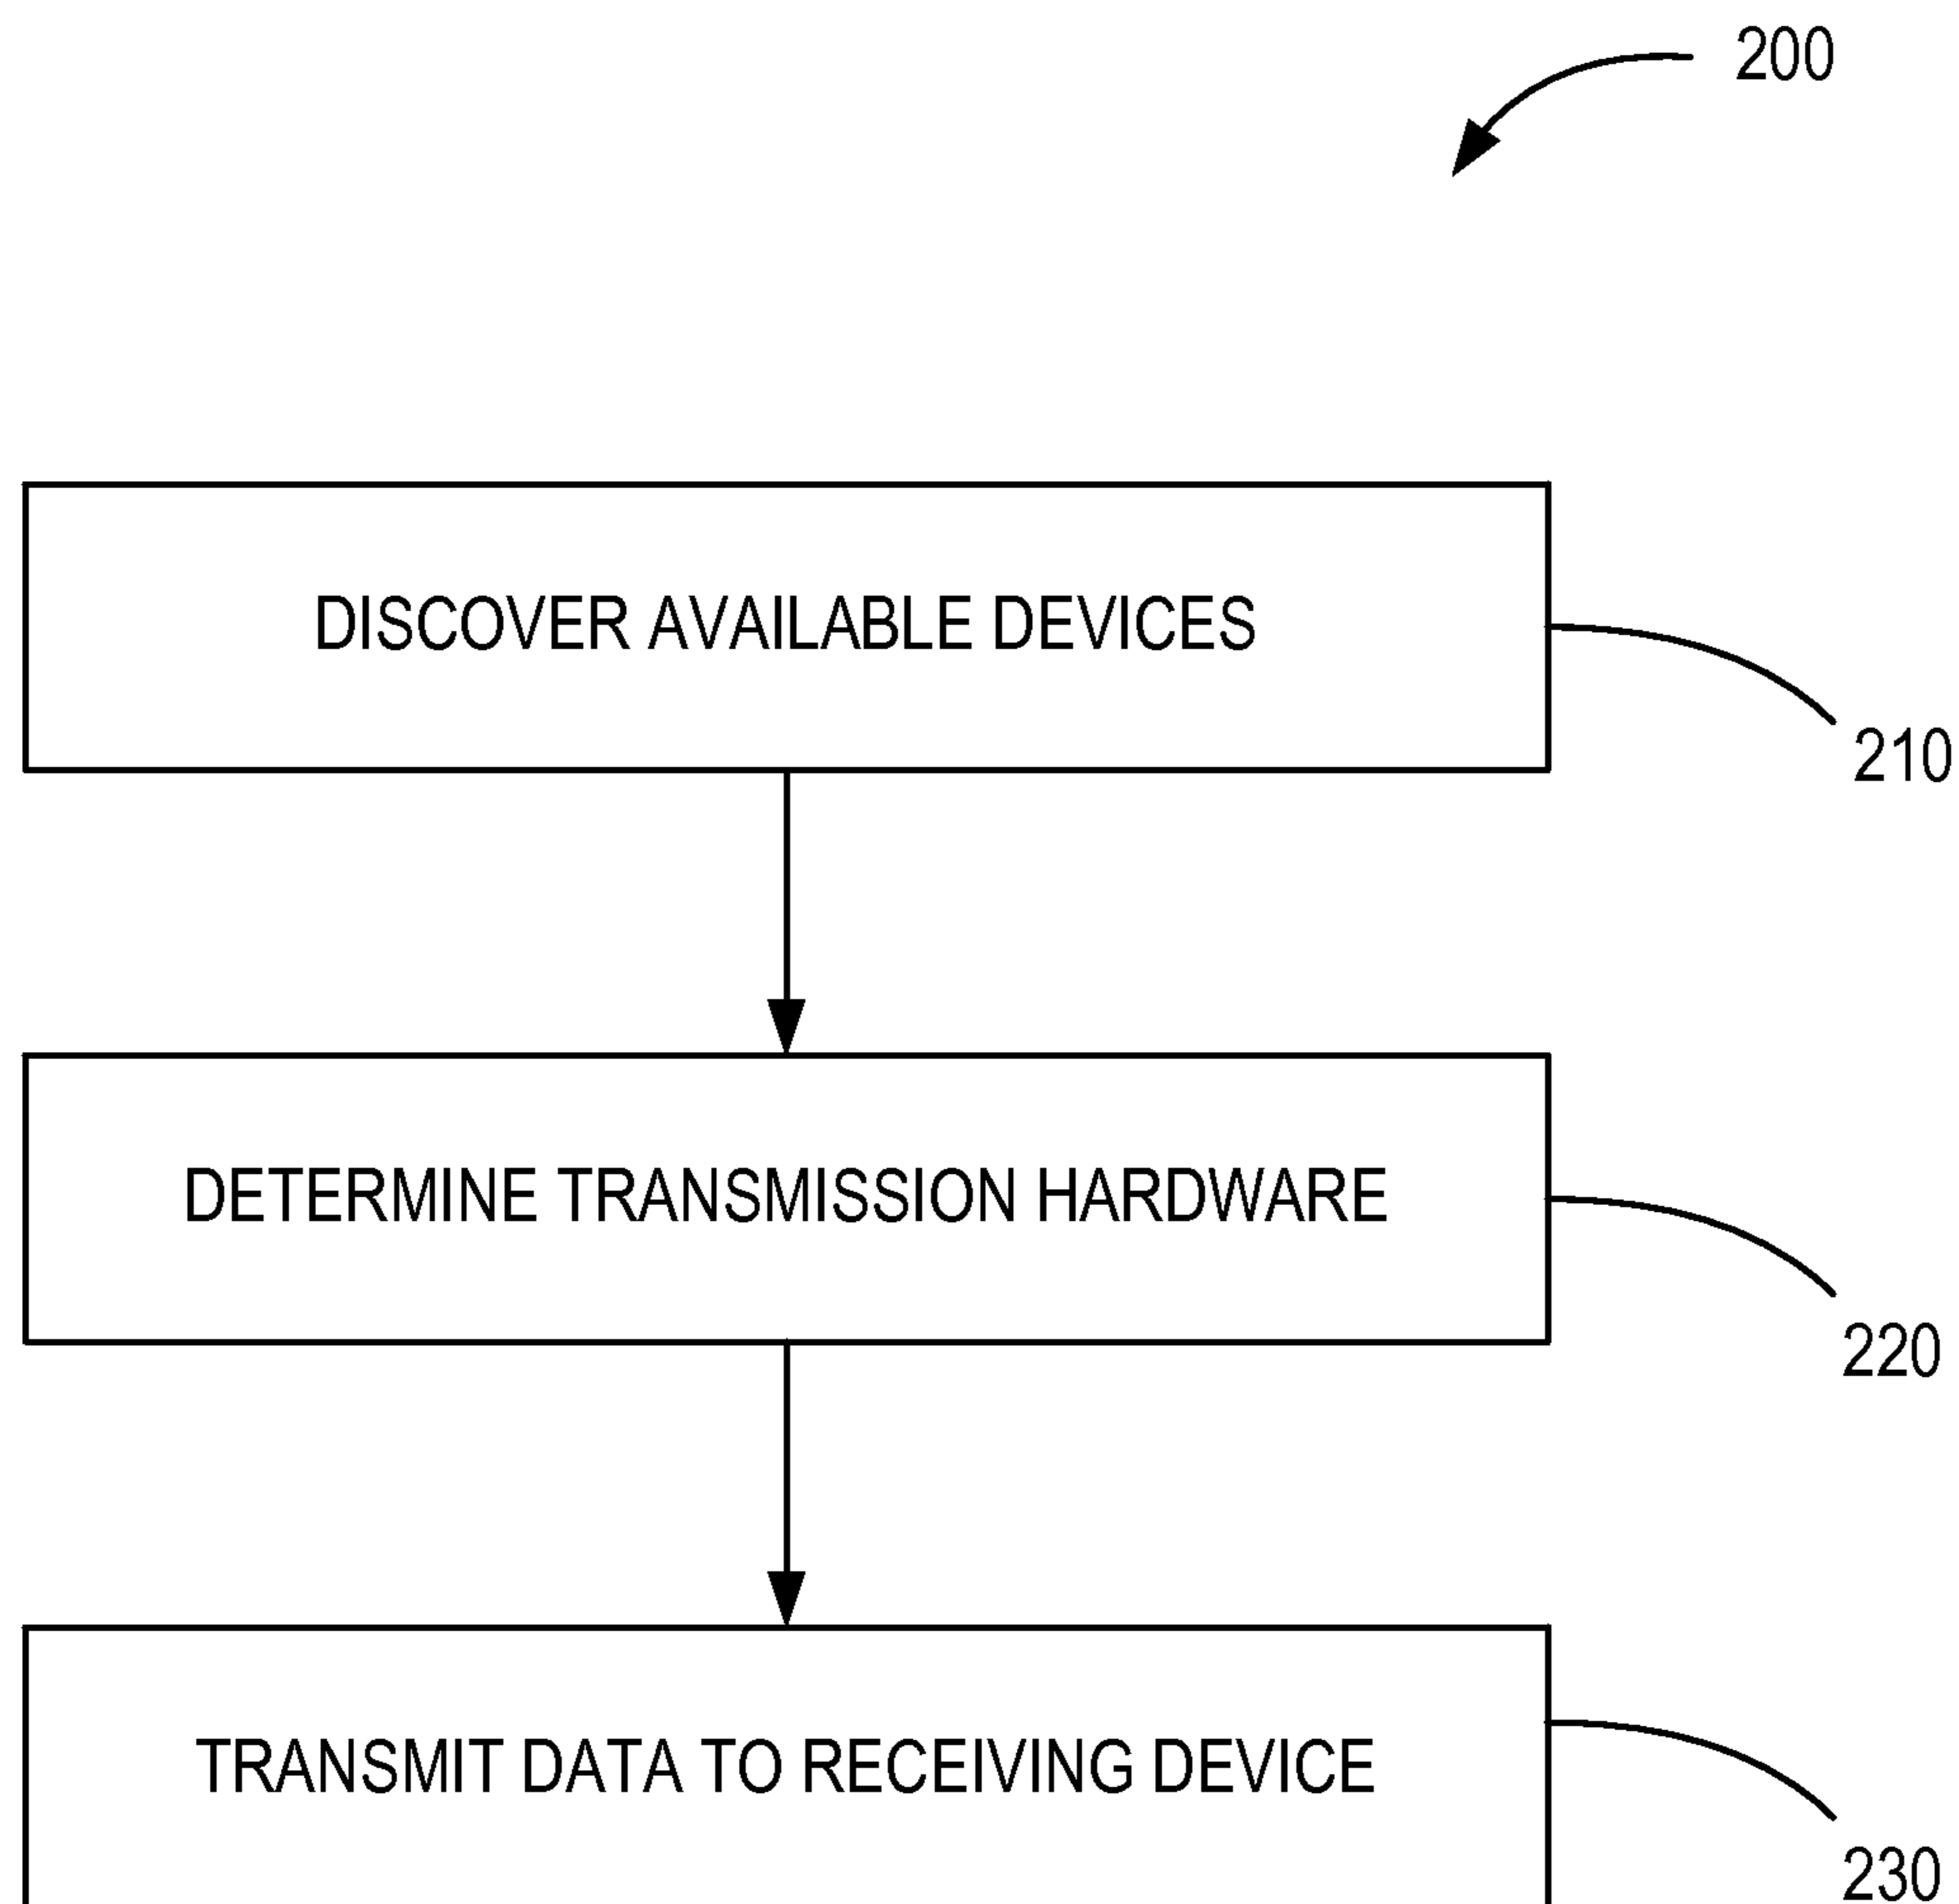 200
DISCOVER AVAILABLE DEVICES
210
DETERMINE TRANSMISSION HARDWARE
220
TRANSMIT DATA TO RECEIVING DEVICE
230